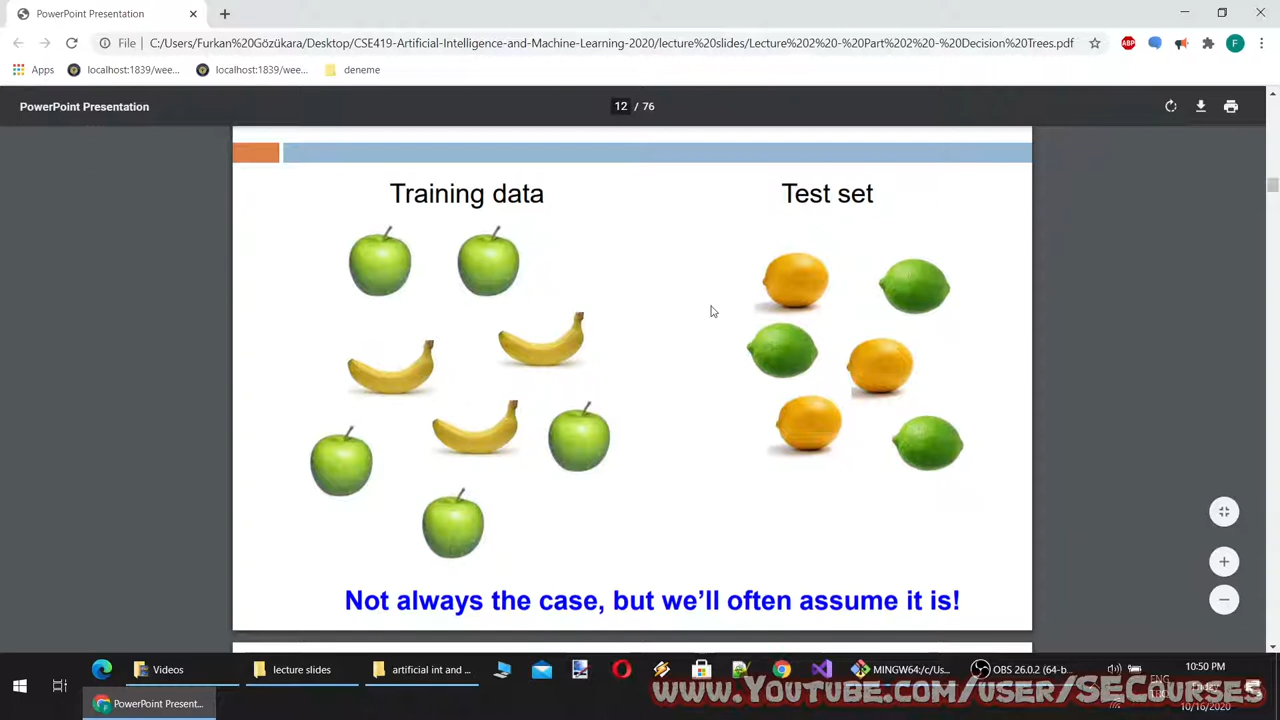 PowerPoint Presentation
File
C:/Users/Furkan%20Gözükara/Desktop/CSE419-Artificial-Intelligence-and-Machine-Learning-2020/lecture%20slides/Lecture%202%20-%20Part%202%20-%20Decision%20Trees.pdf
ABP
F
Apps
localhost:1839/wee...
localhost:1839/wee...
deneme
PowerPoint Presentation
12 / 76
Training data
Test set
Not always the case, but we'll often assume it is!
Videos
lecture slides
artificial int and ...
MINGW64:/c/Us...
OBS 26.0.2 (64-b...
ENG
10:50 PM
Friday
10/16/2020
PowerPoint Present...
www.Youtube.com/user/SECourses